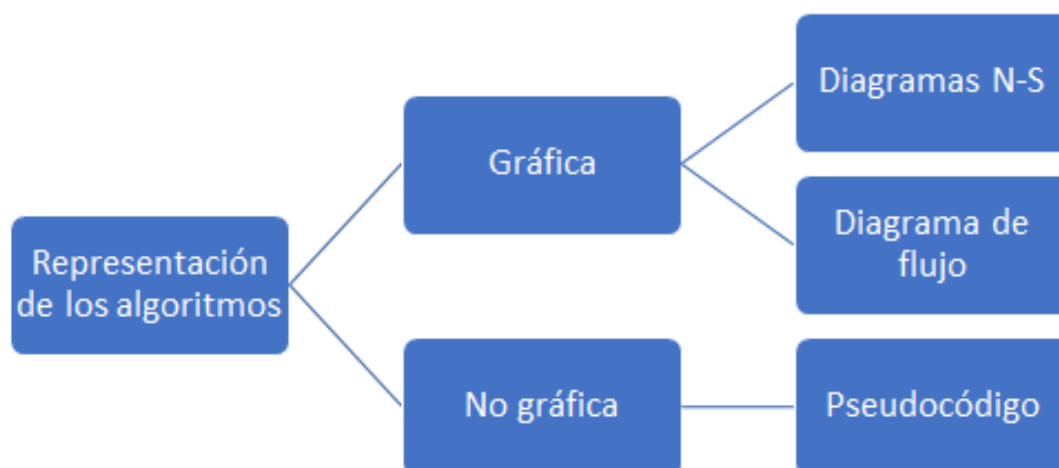 Representación
de los algoritmos
Gráfica
Diagramas N-S
Diagrama de
flujo
No gráfica
Pseudocódigo